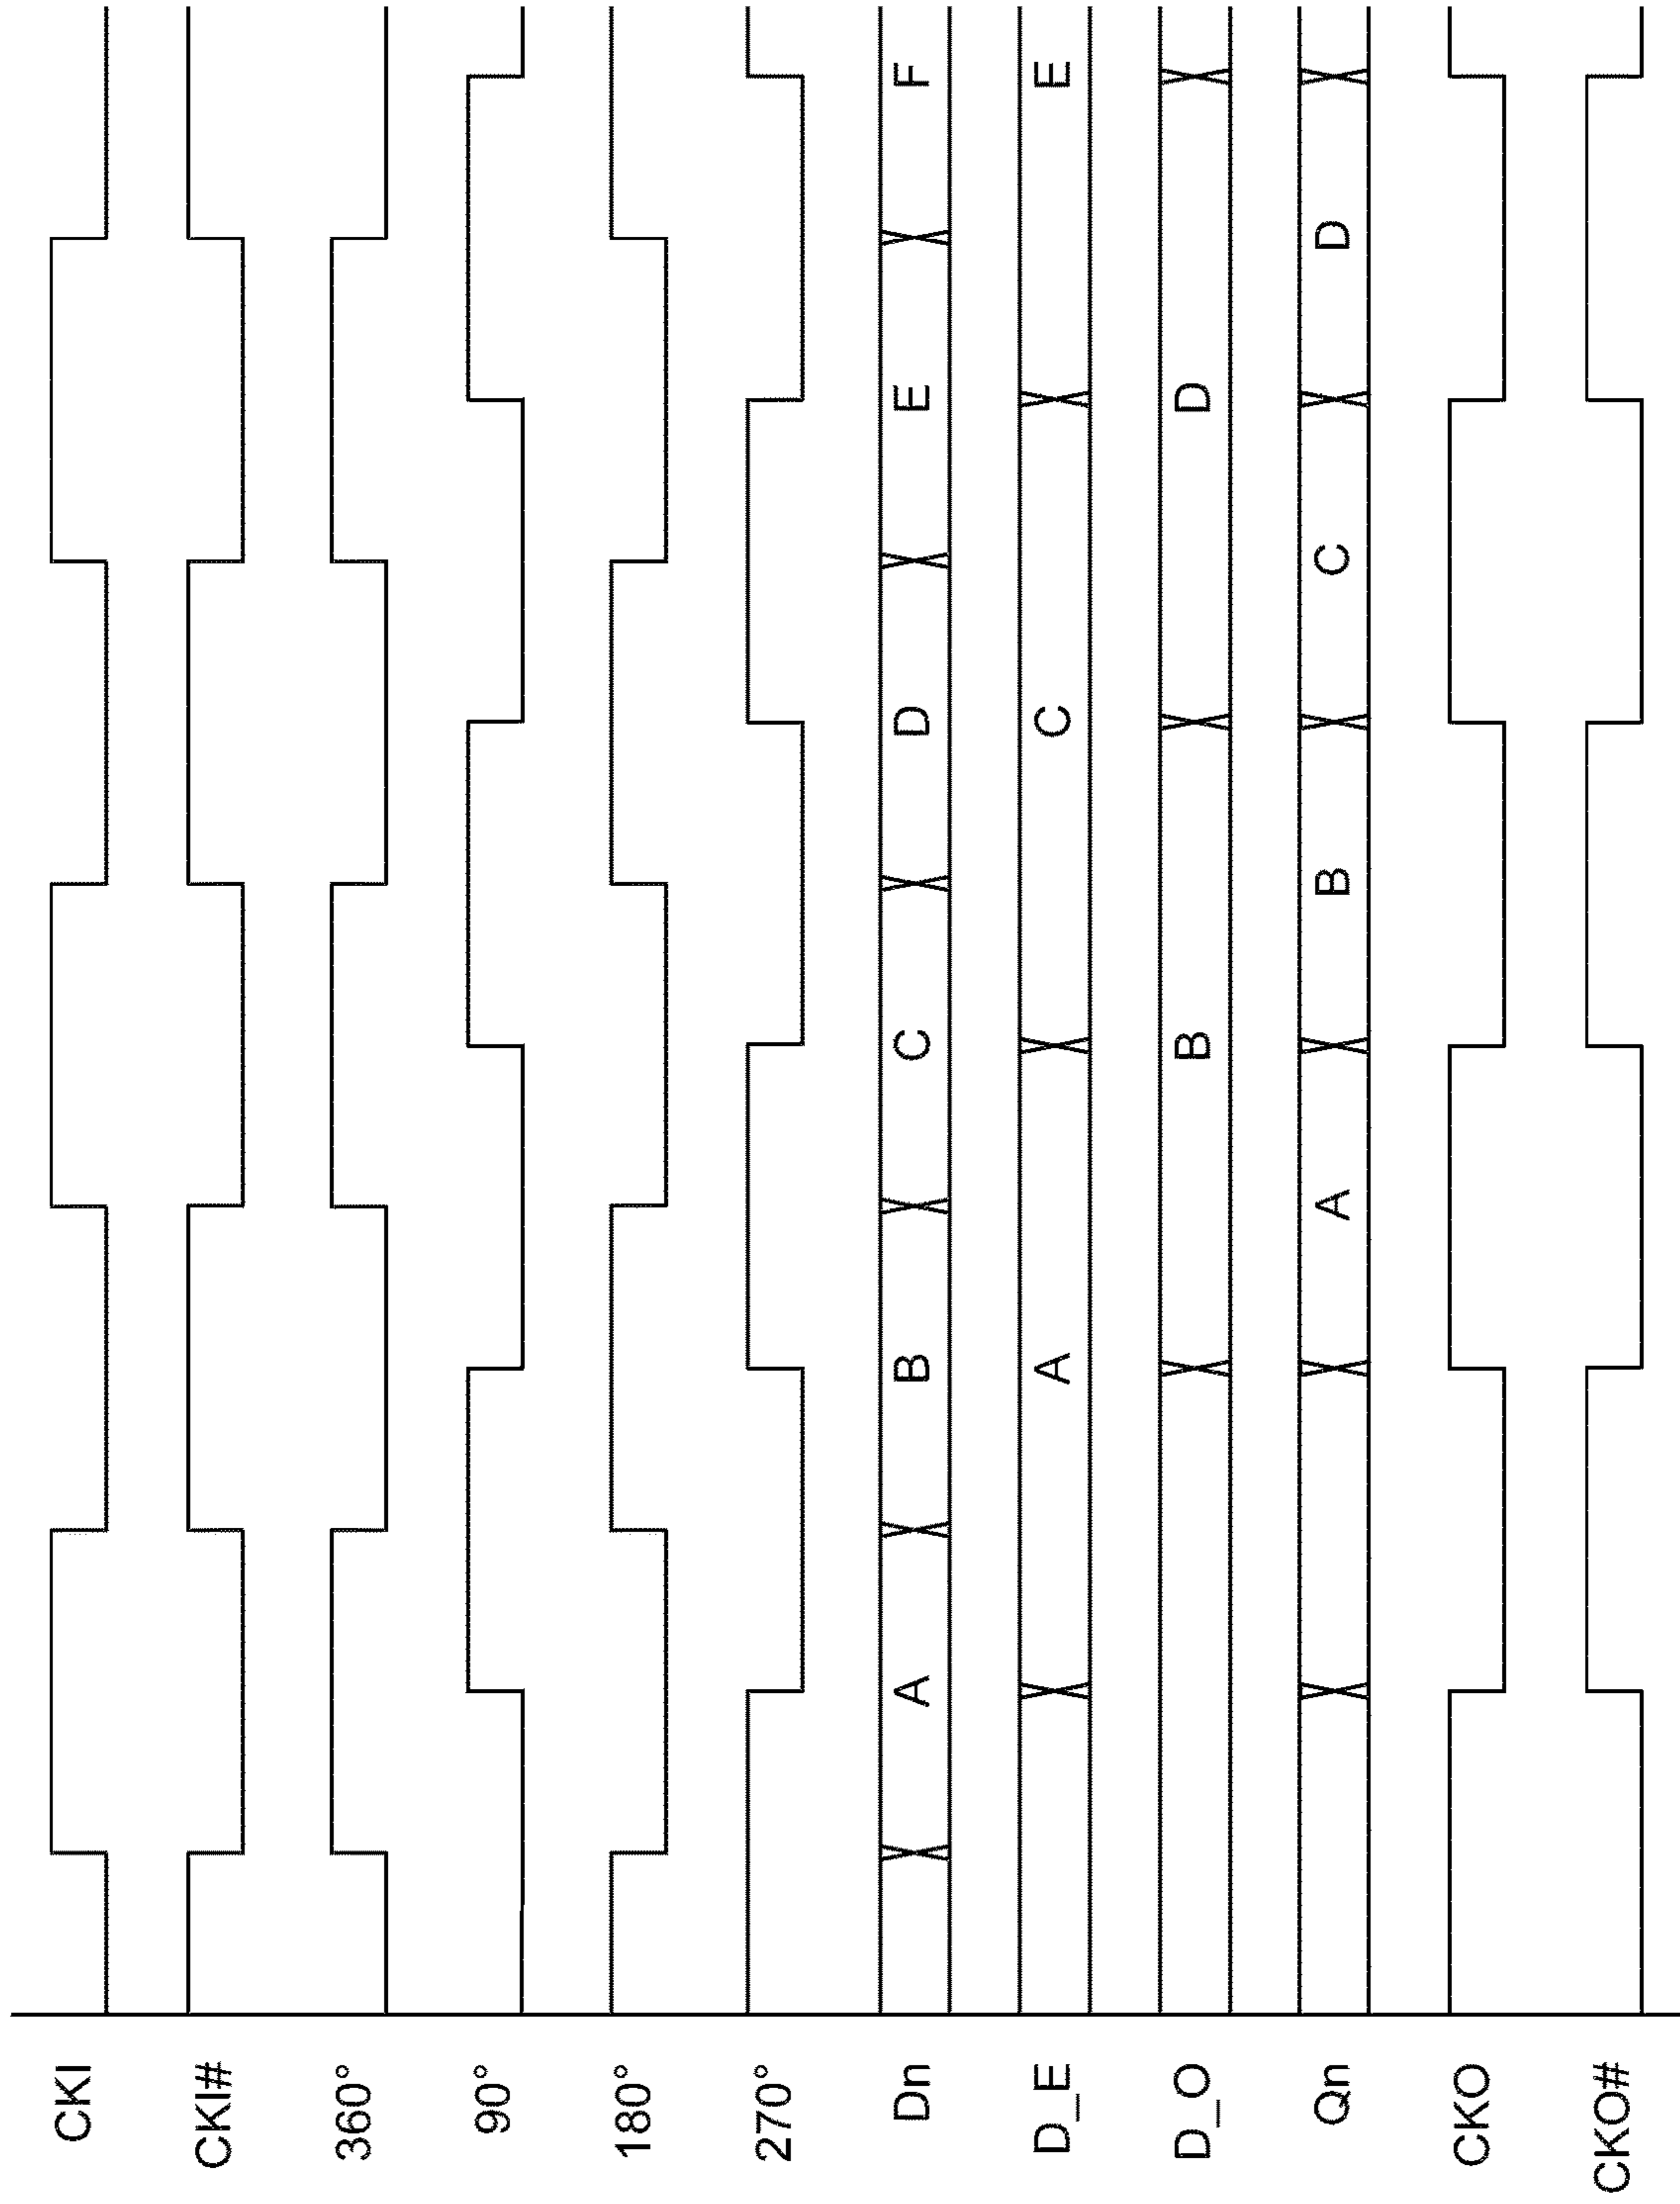 CKI
CKI#
360°
90°
180°
270°
Dn A B C D E F
D_E A C E
D_O B D
Qn A B C D
CKO
CKO#